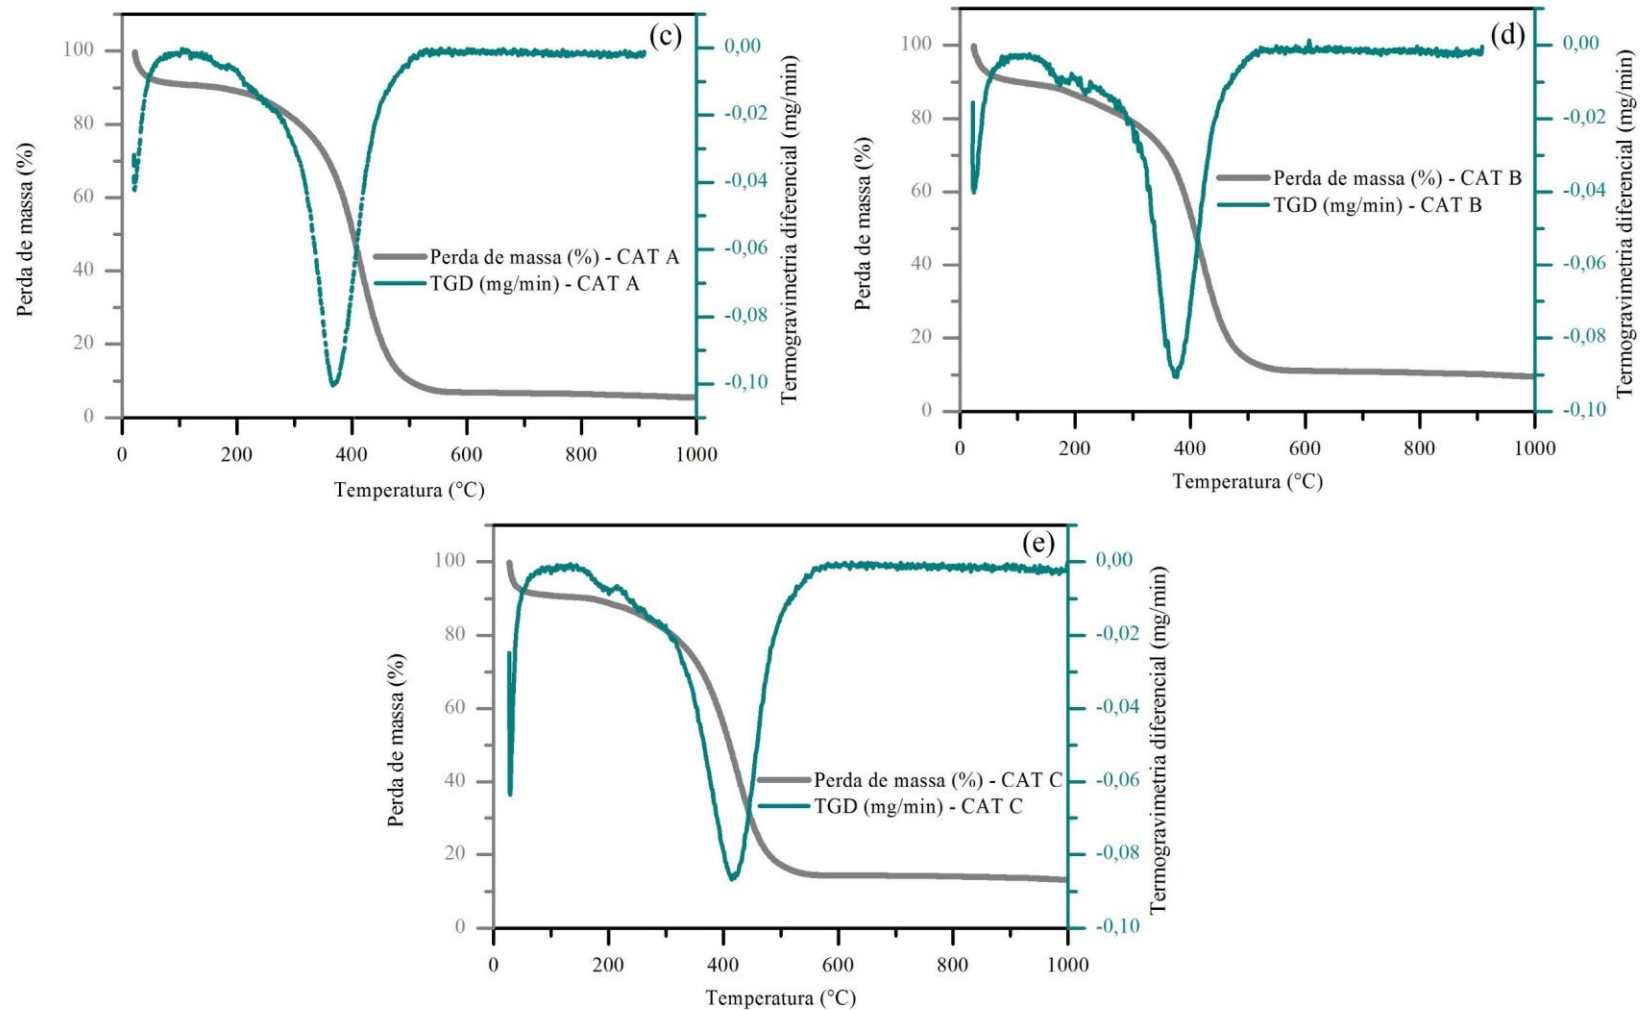 (c)
100
80
60
40
20
0
Perda de massa (%)
0,00
-0,02
-0,04
-0,06
-0,08
-0,10
Termogravimetria diferencial (mg/min)
Perda de massa (%) - CAT A
TGD (mg/min) - CAT A
0 200 400 600 800 1000
Temperatura (°C)
(d)
100
80
60
40
20
0
Perda de massa (%)
0,00
-0,02
-0,04
-0,06
-0,08
-0,10
Termogravimetria diferencial (mg/min)
Perda de massa (%) - CAT B
TGD (mg/min) - CAT B
0 200 400 600 800 1000
Temperatura (°C)
(e)
100
80
60
40
20
0
Perda de massa (%)
0,00
-0,02
-0,04
-0,06
-0,08
-0,10
Termogravimetria diferencial (mg/min)
Perda de massa (%) - CAT C
TGD (mg/min) - CAT C
0 200 400 600 800 1000
Temperatura (°C)